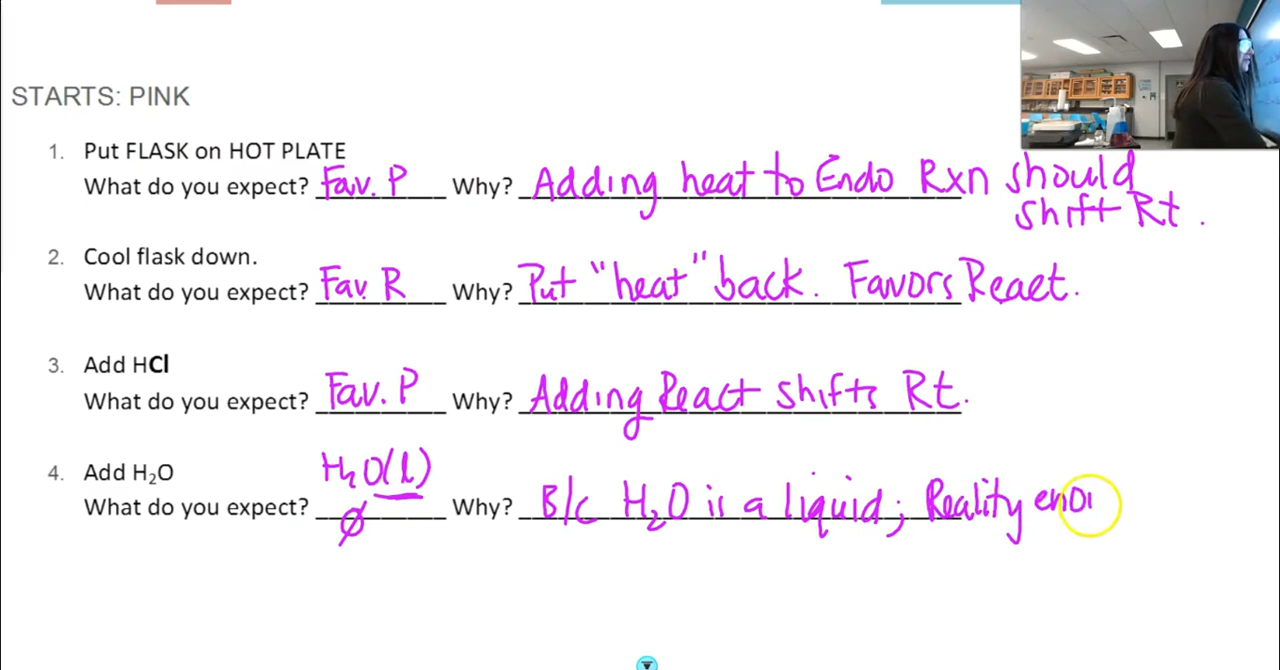 STARTS: PINK
1. Put FLASK on HOT PLATE
What do you expect? Fav. P Why? Adding heat to Endo Rxn should
shift Rt.
2. Cool flask down.
What do you expect? Fav. R Why? Put "heat" back. Favors React.
3. Add HCl
What do you expect? Fav. P Why? Adding React shifts Rt.
4. Add H₂O H₂O(l)
What do you expect? ∅ Why? B/c H₂O is a liquid; Reality eno